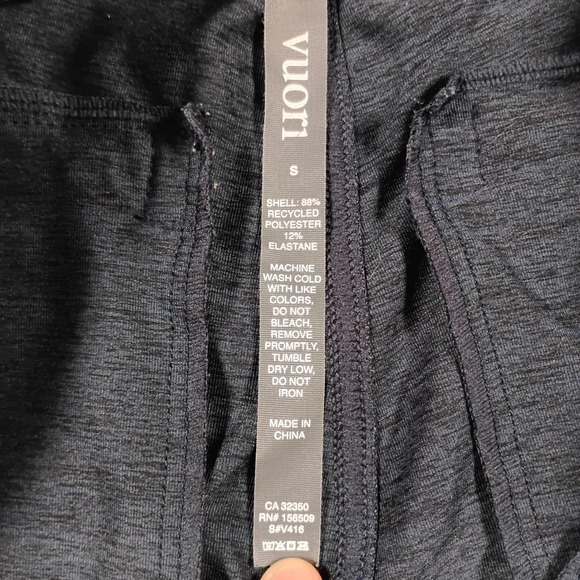 vuori
S
SHELL: 88%
RECYCLED
POLYESTER
12%
ELASTANE
MACHINE
WASH COLD
WITH LIKE
COLORS,
DO NOT
BLEACH,
REMOVE
PROMPTLY,
TUMBLE
DRY LOW,
DO NOT
IRON
MADE IN
CHINA
CA 32350
RN# 156509
S#V416